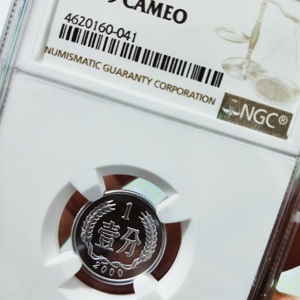 CAMEO
4620160-041
NUMISMATIC GUARANTY CORPORATION
NGC®
1
壹分
2000